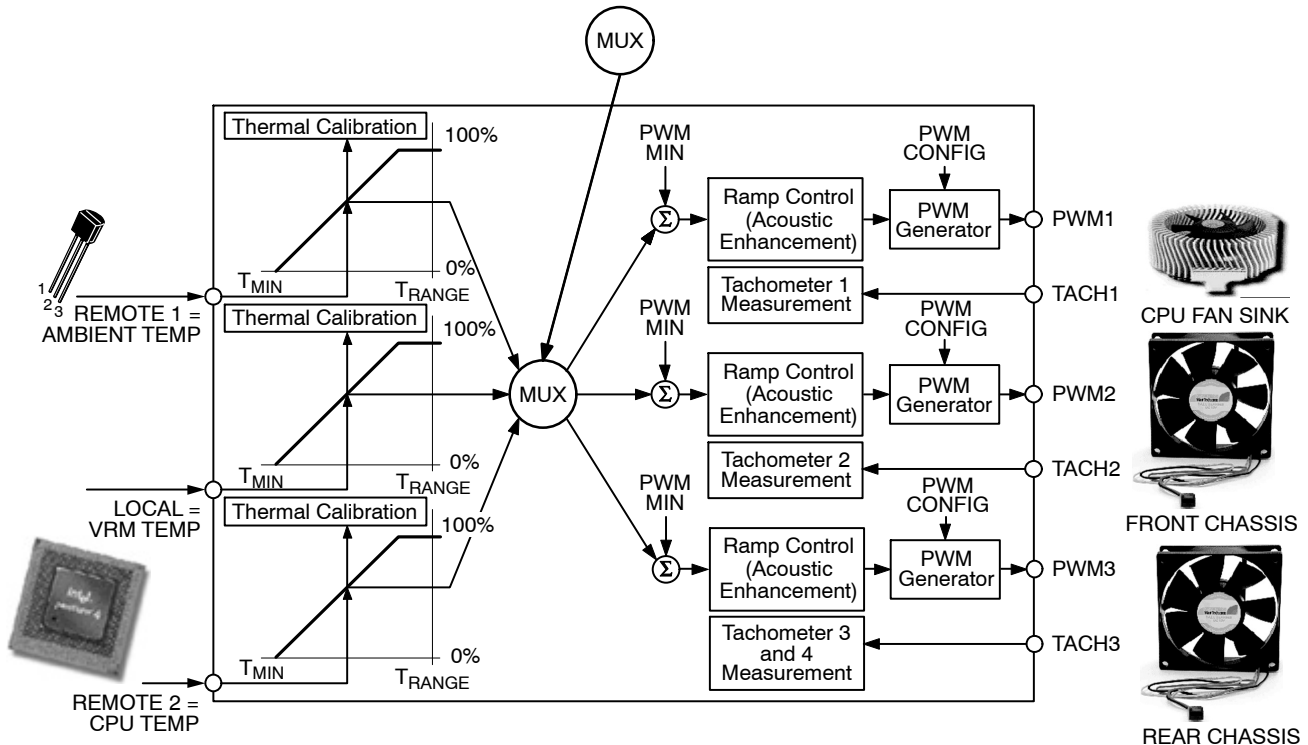 MUX
Thermal Calibration
100%
0%
T MIN
T RANGE
1
2
3
REMOTE 1 =
AMBIENT TEMP
Thermal Calibration
100%
0%
T MIN
T RANGE
LOCAL =
VRM TEMP
Thermal Calibration
100%
0%
T MIN
T RANGE
intel
pentium 4
REMOTE 2 =
CPU TEMP
MUX
PWM
MIN
Σ
Ramp Control
(Acoustic
Enhancement)
PWM
CONFIG
PWM
Generator
PWM1
Tachometer 1
Measurement
TACH1
CPU FAN SINK
PWM
MIN
Σ
Ramp Control
(Acoustic
Enhancement)
PWM
CONFIG
PWM
Generator
PWM2
Tachometer 2
Measurement
TACH2
FRONT CHASSIS
PWM
MIN
Σ
Ramp Control
(Acoustic
Enhancement)
PWM
CONFIG
PWM
Generator
PWM3
Tachometer 3
and 4
Measurement
TACH3
REAR CHASSIS